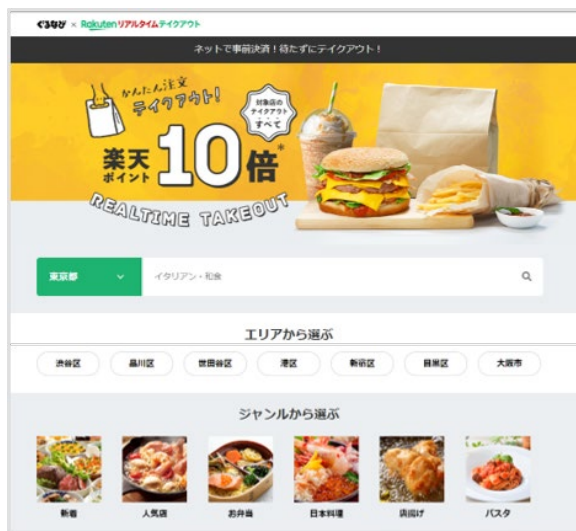 ぐるなび × Rakuten リアルタイムテイクアウト
ネットで事前決済！待たずにテイクアウト！
かんたん注文
テイクアウト！
対象店の
テイクアウト
すべて
楽天
ポイント
10倍*
REALTIME TAKEOUT
東京都
イタリアン・和食
エリアから選ぶ
渋谷区 品川区 世田谷区 港区 新宿区 目黒区 大阪市
ジャンルから選ぶ
新着 人気店 お弁当 日本料理 唐揚げ パスタ